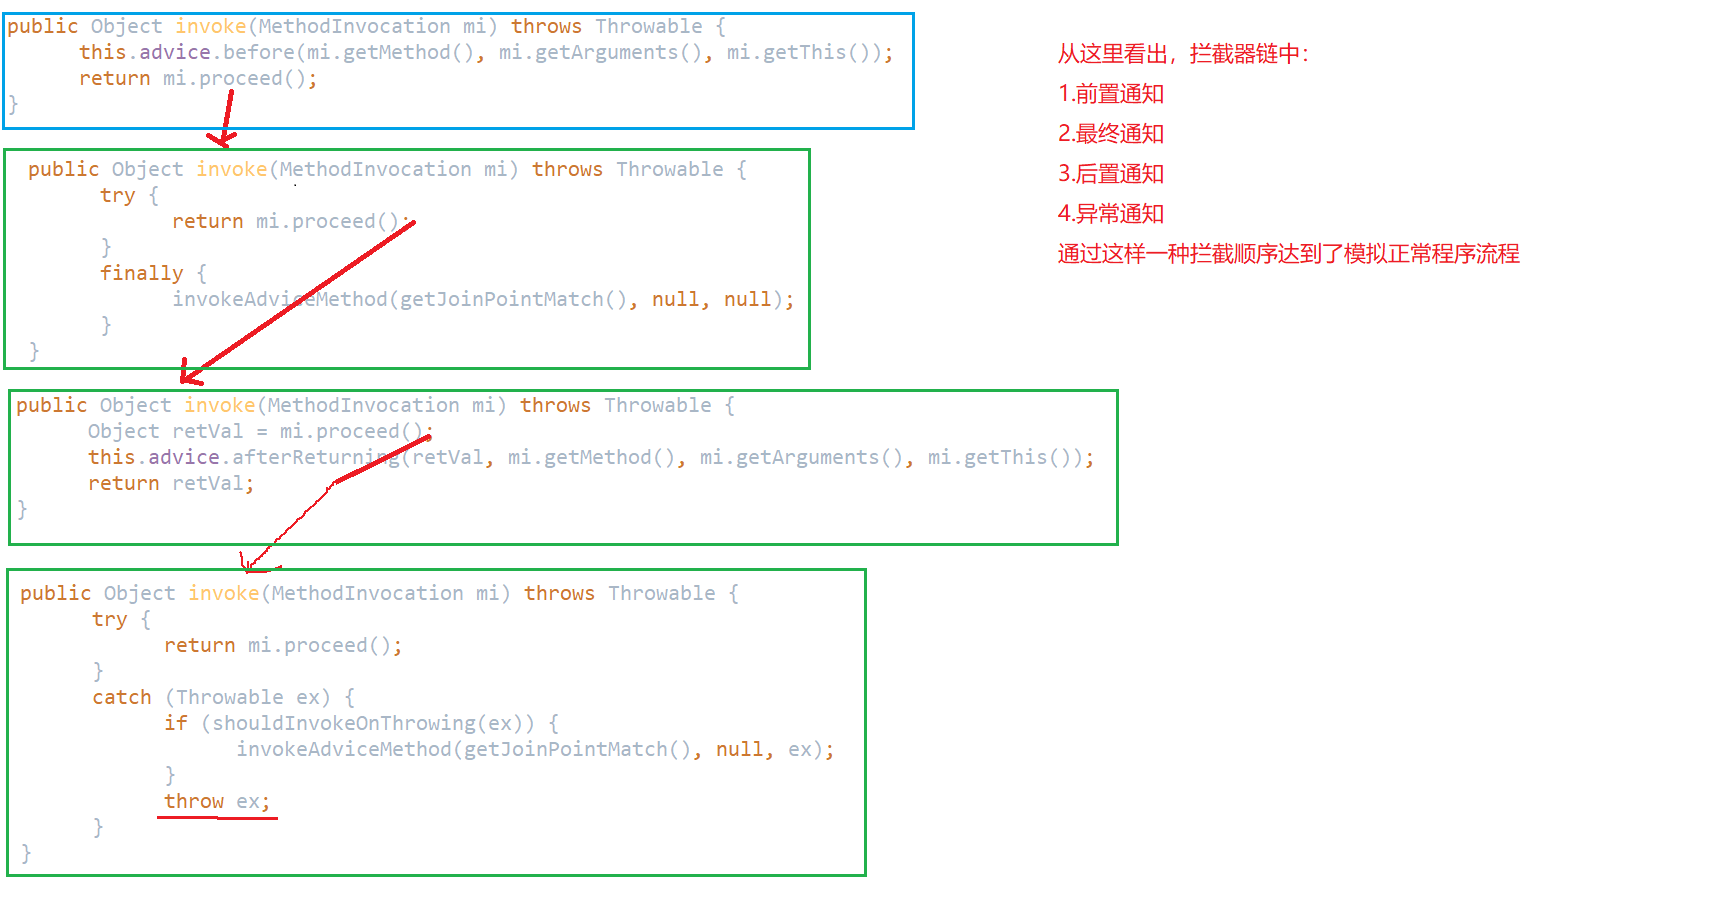 public Object invoke(MethodInvocation mi) throws Throwable {
this.advice.before(mi.getMethod(), mi.getArguments(), mi.getThis());
return mi.proceed();
}
public Object invoke(MethodInvocation mi) throws Throwable {
try {
return mi.proceed();
}
finally {
invokeAdviceMethod(getJoinPointMatch(), null, null);
}
}
public Object invoke(MethodInvocation mi) throws Throwable {
Object retVal = mi.proceed();
this.advice.afterReturning(retVal, mi.getMethod(), mi.getArguments(), mi.getThis());
return retVal;
}
public Object invoke(MethodInvocation mi) throws Throwable {
try {
return mi.proceed();
}
catch (Throwable ex) {
if (shouldInvokeOnThrowing(ex)) {
invokeAdviceMethod(getJoinPointMatch(), null, ex);
}
throw ex;
}
}
从这里看出，拦截器链中：
1.前置通知
2.最终通知
3.后置通知
4.异常通知
通过这样一种拦截顺序达到了模拟正常程序流程